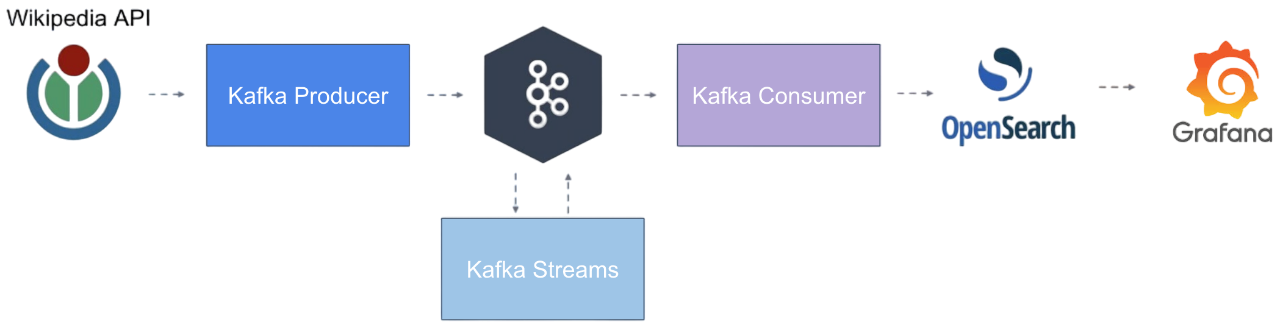 Wikipedia API
Kafka Producer
Kafka Consumer
OpenSearch
Grafana
Kafka Streams